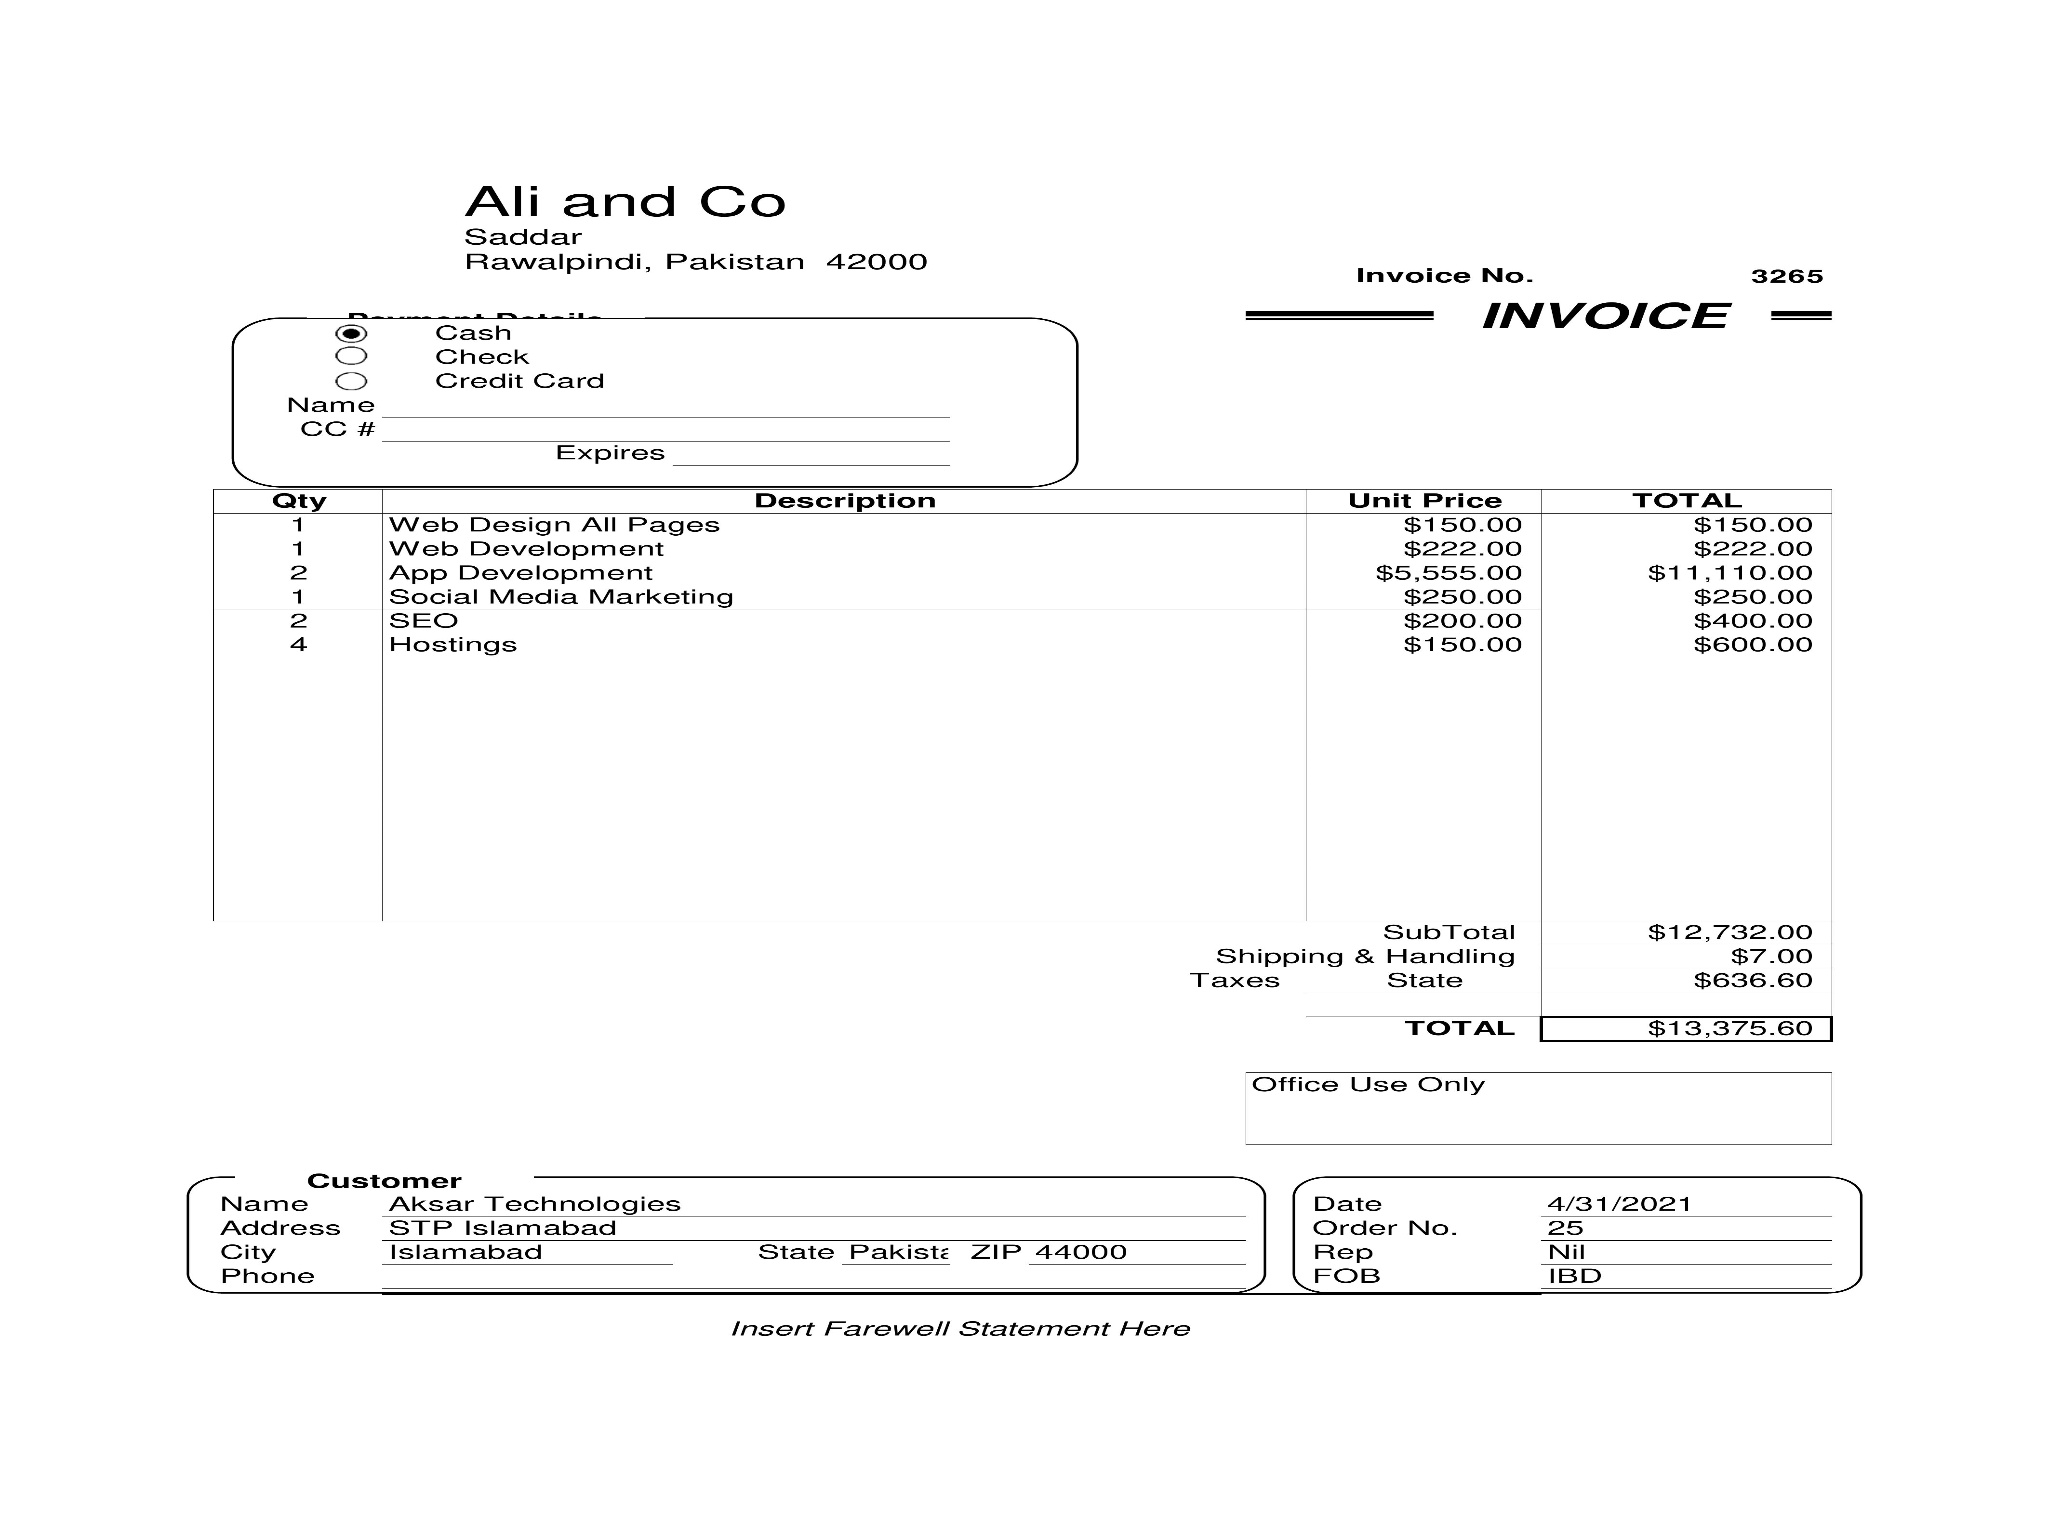 Ali and Co
Saddar
Rawalpindi, Pakistan 42000
Invoice No. 3265
INVOICE
Payment Details
Cash
Check
Credit Card
Name
CC #
Expires
Qty Description Unit Price TOTAL
1 Web Design All Pages $150.00 $150.00
1 Web Development $222.00 $222.00
2 App Development $5,555.00 $11,110.00
1 Social Media Marketing $250.00 $250.00
2 SEO $200.00 $400.00
4 Hostings $150.00 $600.00
SubTotal $12,732.00
Shipping & Handling $7.00
Taxes State $636.60
TOTAL $13,375.60
Office Use Only
Customer
Name Aksar Technologies
Address STP Islamabad
City Islamabad State Pakista ZIP 44000
Phone
Date 4/31/2021
Order No. 25
Rep Nil
FOB IBD
Insert Farewell Statement Here